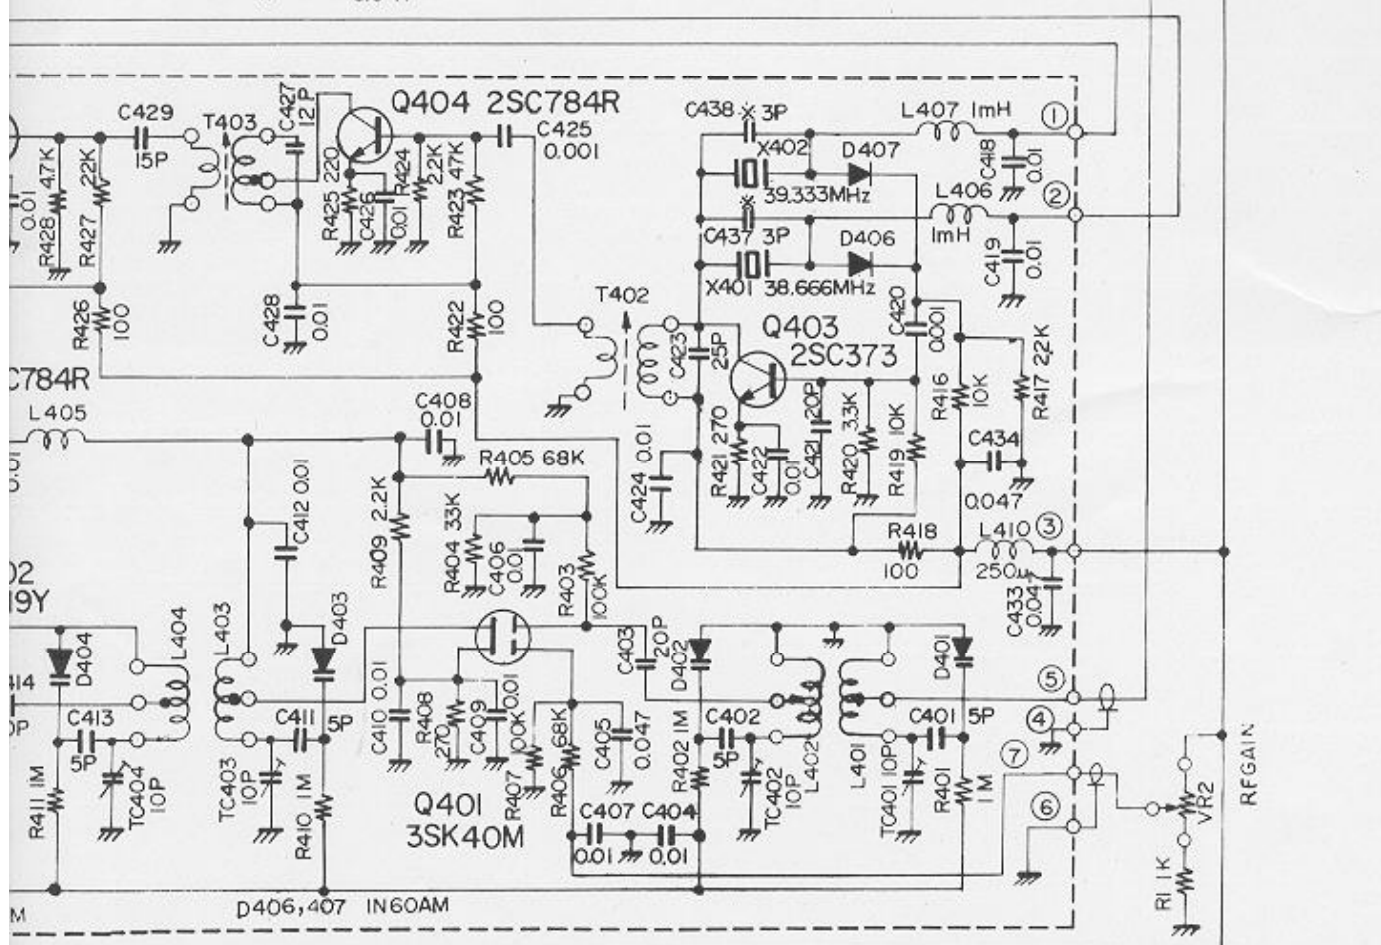 Q404 2SC784R
C429
15P
T403
C427
12P
C425
0.001
C438 ※ 3P
L407 1mH
①
X402
D407
C418
0.01
39.333MHz
L406
1mH
②
※
C437 3P
D406
C419
0.01
X401 38.666MHz
0.01
R428 4.7K
R427 22K
R425 220
C426
0.01
R424
2.2K
R423 47K
R426
100
C428
0.01
R422
100
T402
C423
25P
Q403
2SC373
C420
0.001
R416
10K
R417 22K
C784R
L405
C408
0.01
R405 68K
C424 0.01
R421 270
C422
0.01
C421 20P
R420 3.3K
R419 10K
C434
0.047
C412 0.01
R409 2.2K
R404 33K
C406
0.01
R403
100K
R418
100
L410
③
250μ
C433
0.047
02
19Y
D404
L404
L403
D403
C403
20P
D402
D401
⑤
④
⑦
⑥
414
0P
C413
5P
C411
5P
C410 0.01
R408
270
C409
0.01
100K
R407
R406 68K
C405
0.047
R402 1M
C402
5P
L402
L401
C401 5P
R411 1M
TC404
10P
TC403
10P
R410 1M
Q401
3SK40M
C407
0.01
C404
0.01
TC402
10P
TC401 10P
R401
1M
VR2
RFGAIN
R1 1K
D406,407 IN60AM
M